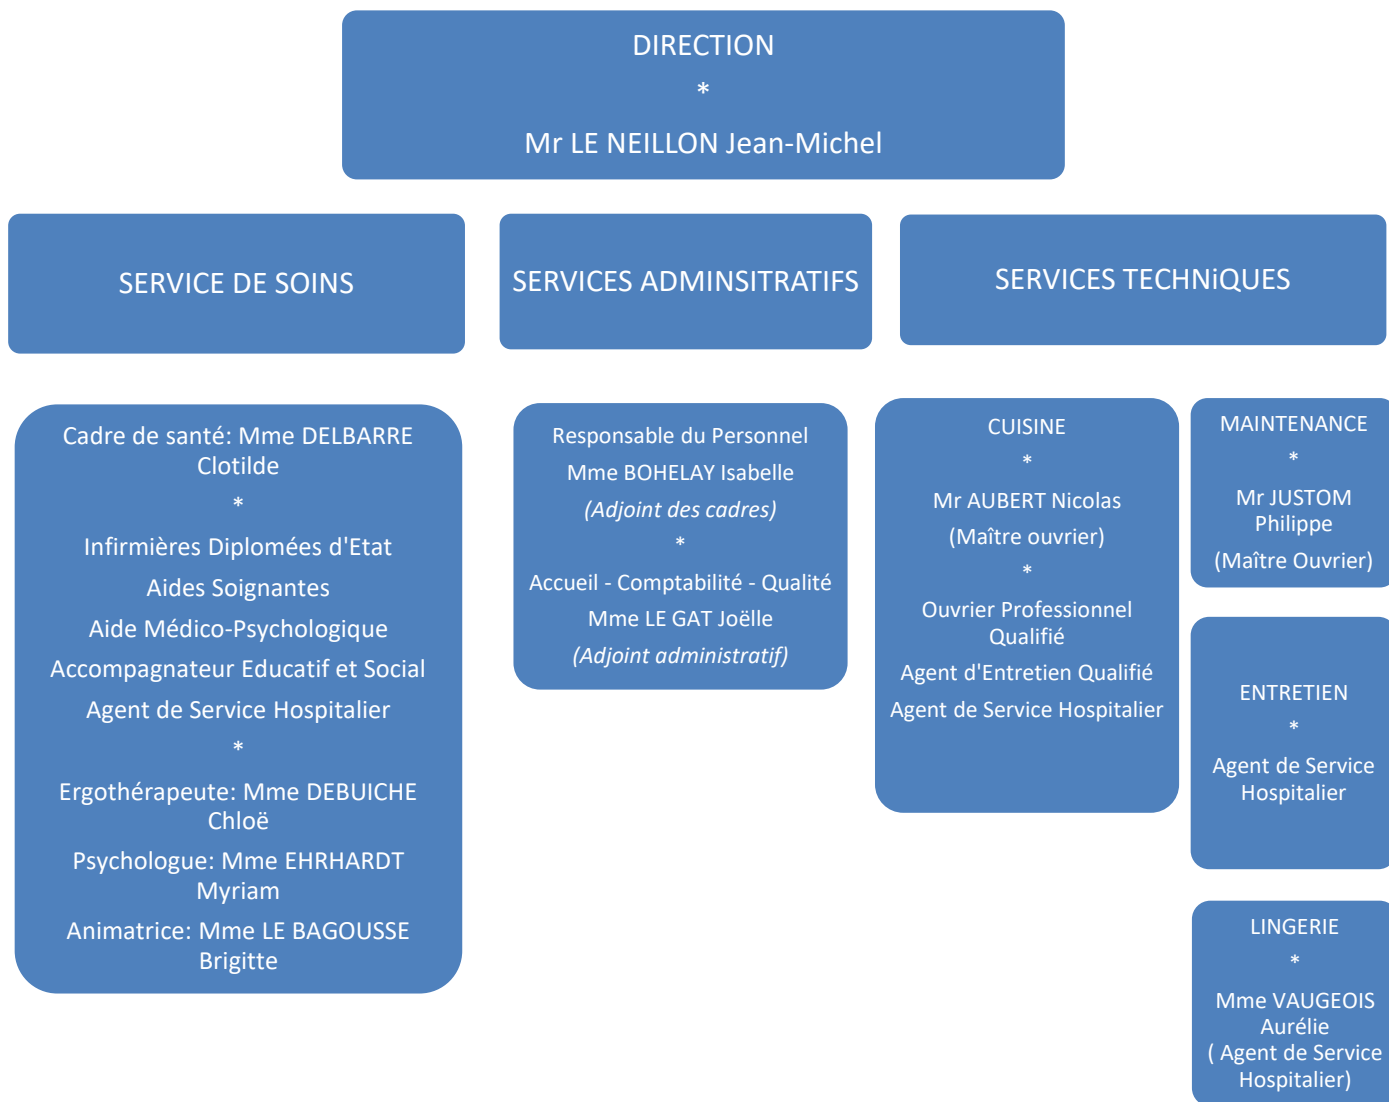 DIRECTION
*
Mr LE NEILLON Jean-Michel
SERVICE DE SOINS
SERVICES ADMINSITRATIFS
SERVICES TECHNiQUES
Cadre de santé: Mme DELBARRE
Clotilde
*
Infirmières Diplomées d'Etat
Aides Soignantes
Aide Médico-Psychologique
Accompagnateur Educatif et Social
Agent de Service Hospitalier
*
Ergothérapeute: Mme DEBUICHE
Chloë
Psychologue: Mme EHRHARDT
Myriam
Animatrice: Mme LE BAGOUSSE
Brigitte
Responsable du Personnel
Mme BOHELAY Isabelle
(Adjoint des cadres)
*
Accueil - Comptabilité - Qualité
Mme LE GAT Joëlle
(Adjoint administratif)
CUISINE
*
Mr AUBERT Nicolas
(Maître ouvrier)
*
Ouvrier Professionnel
Qualifié
Agent d'Entretien Qualifié
Agent de Service Hospitalier
MAINTENANCE
*
Mr JUSTOM
Philippe
(Maître Ouvrier)
ENTRETIEN
*
Agent de Service
Hospitalier
LINGERIE
*
Mme VAUGEOIS
Aurélie
( Agent de Service
Hospitalier)